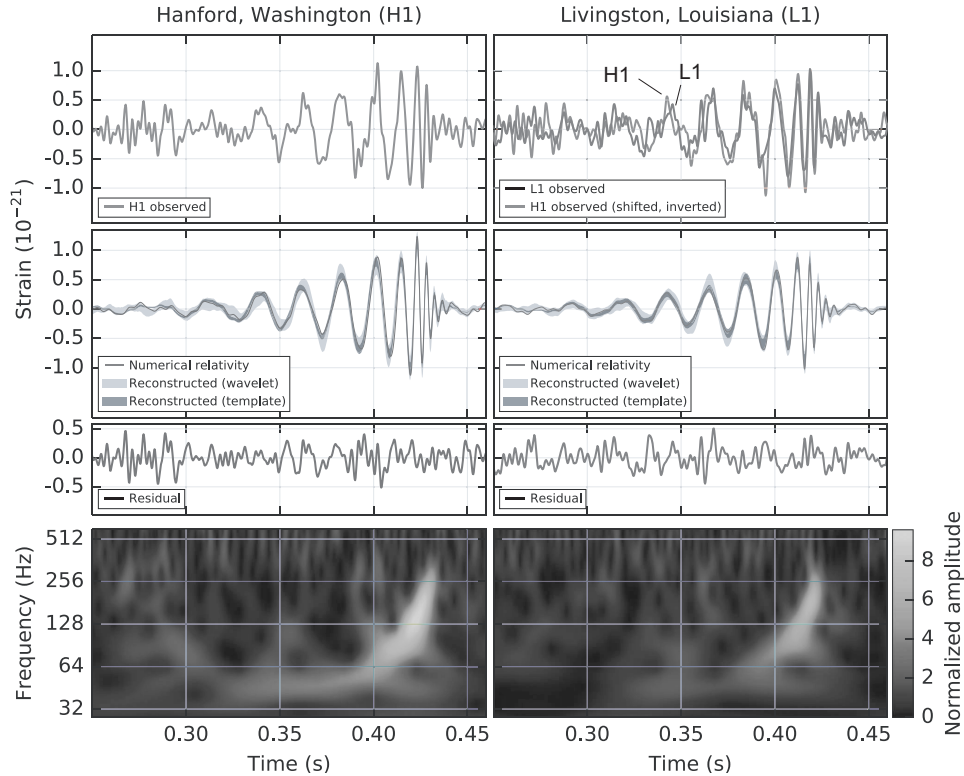 Hanford, Washington (H1)
Livingston, Louisiana (L1)
Strain (10⁻²¹)
1.0
0.5
0.0
-0.5
-1.0
H1 observed
H1
L1
L1 observed
H1 observed (shifted, inverted)
1.0
0.5
0.0
-0.5
-1.0
Numerical relativity
Reconstructed (wavelet)
Reconstructed (template)
Numerical relativity
Reconstructed (wavelet)
Reconstructed (template)
0.5
0.0
-0.5
Residual
Residual
Frequency (Hz)
512
256
128
64
32
Normalized amplitude
8
6
4
2
0
0.30 0.35 0.40 0.45
0.30 0.35 0.40 0.45
Time (s)
Time (s)